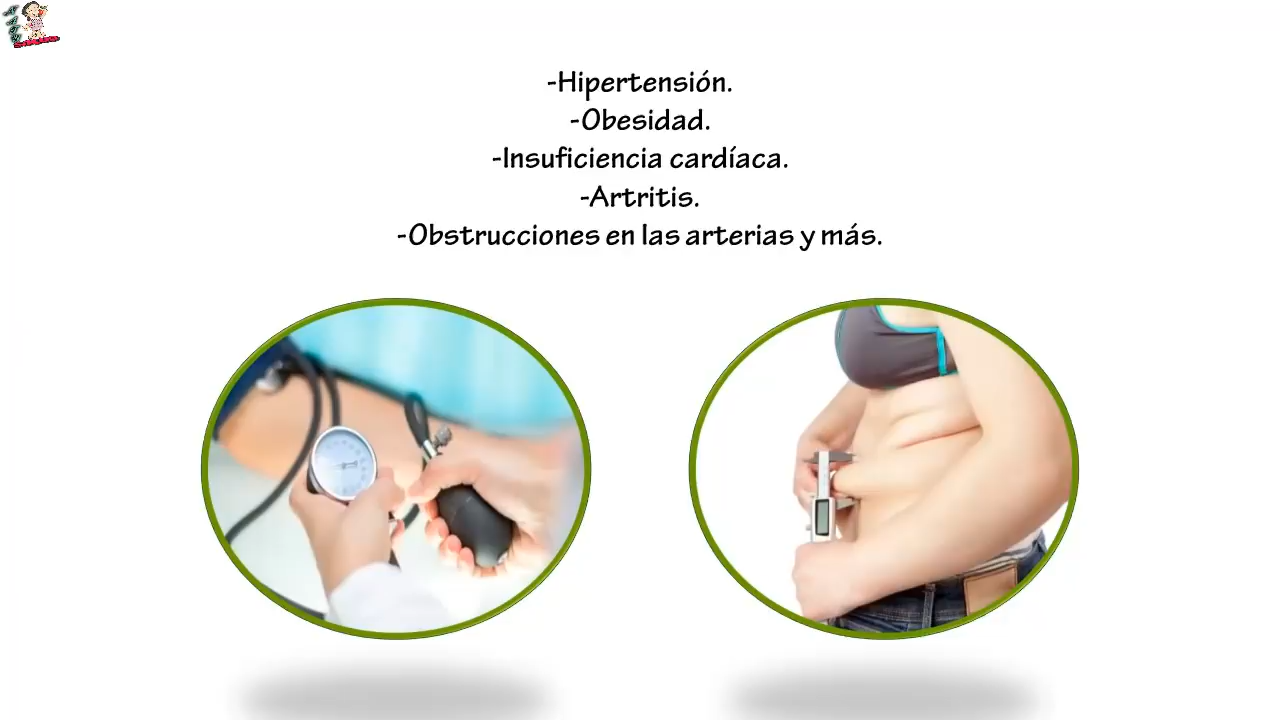 -Hipertensión.
-Obesidad.
-Insuficiencia cardíaca.
-Artritis.
-Obstrucciones en las arterias y más.